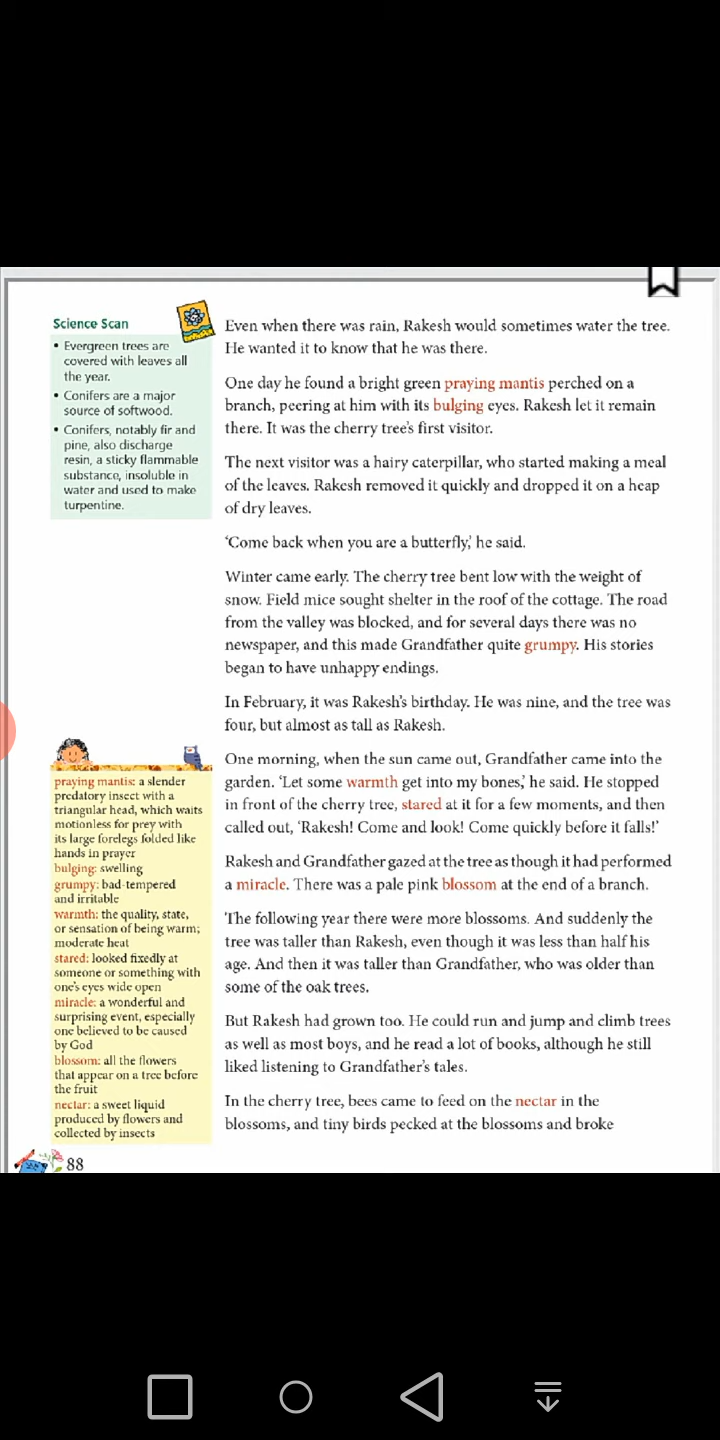 Science Scan
• Evergreen trees are
covered with leaves all
the year.
• Conifers are a major
source of softwood.
• Conifers, notably fir and
pine, also discharge
resin, a sticky flammable
substance, insoluble in
water and used to make
turpentine.
praying mantis: a slender
predatory insect with a
triangular head, which waits
motionless for prey with
its large forelegs folded like
hands in prayer
bulging: swelling
grumpy: bad-tempered
and irritable
warmth: the quality, state,
or sensation of being warm;
moderate heat
stared: looked fixedly at
someone or something with
one's eyes wide open
miracle: a wonderful and
surprising event, especially
one believed to be caused
by God
blossom: all the flowers
that appear on a tree before
the fruit
nectar: a sweet liquid
produced by flowers and
collected by insects
Even when there was rain, Rakesh would sometimes water the tree.
He wanted it to know that he was there.
One day he found a bright green praying mantis perched on a
branch, peering at him with its bulging eyes. Rakesh let it remain
there. It was the cherry tree's first visitor.
The next visitor was a hairy caterpillar, who started making a meal
of the leaves. Rakesh removed it quickly and dropped it on a heap
of dry leaves.
'Come back when you are a butterfly,' he said.
Winter came early. The cherry tree bent low with the weight of
snow. Field mice sought shelter in the roof of the cottage. The road
from the valley was blocked, and for several days there was no
newspaper, and this made Grandfather quite grumpy. His stories
began to have unhappy endings.
In February, it was Rakesh's birthday. He was nine, and the tree was
four, but almost as tall as Rakesh.
One morning, when the sun came out, Grandfather came into the
garden. 'Let some warmth get into my bones,' he said. He stopped
in front of the cherry tree, stared at it for a few moments, and then
called out, 'Rakesh! Come and look! Come quickly before it falls!'
Rakesh and Grandfather gazed at the tree as though it had performed
a miracle. There was a pale pink blossom at the end of a branch.
The following year there were more blossoms. And suddenly the
tree was taller than Rakesh, even though it was less than half his
age. And then it was taller than Grandfather, who was older than
some of the oak trees.
But Rakesh had grown too. He could run and jump and climb trees
as well as most boys, and he read a lot of books, although he still
liked listening to Grandfather's tales.
In the cherry tree, bees came to feed on the nectar in the
blossoms, and tiny birds pecked at the blossoms and broke
88